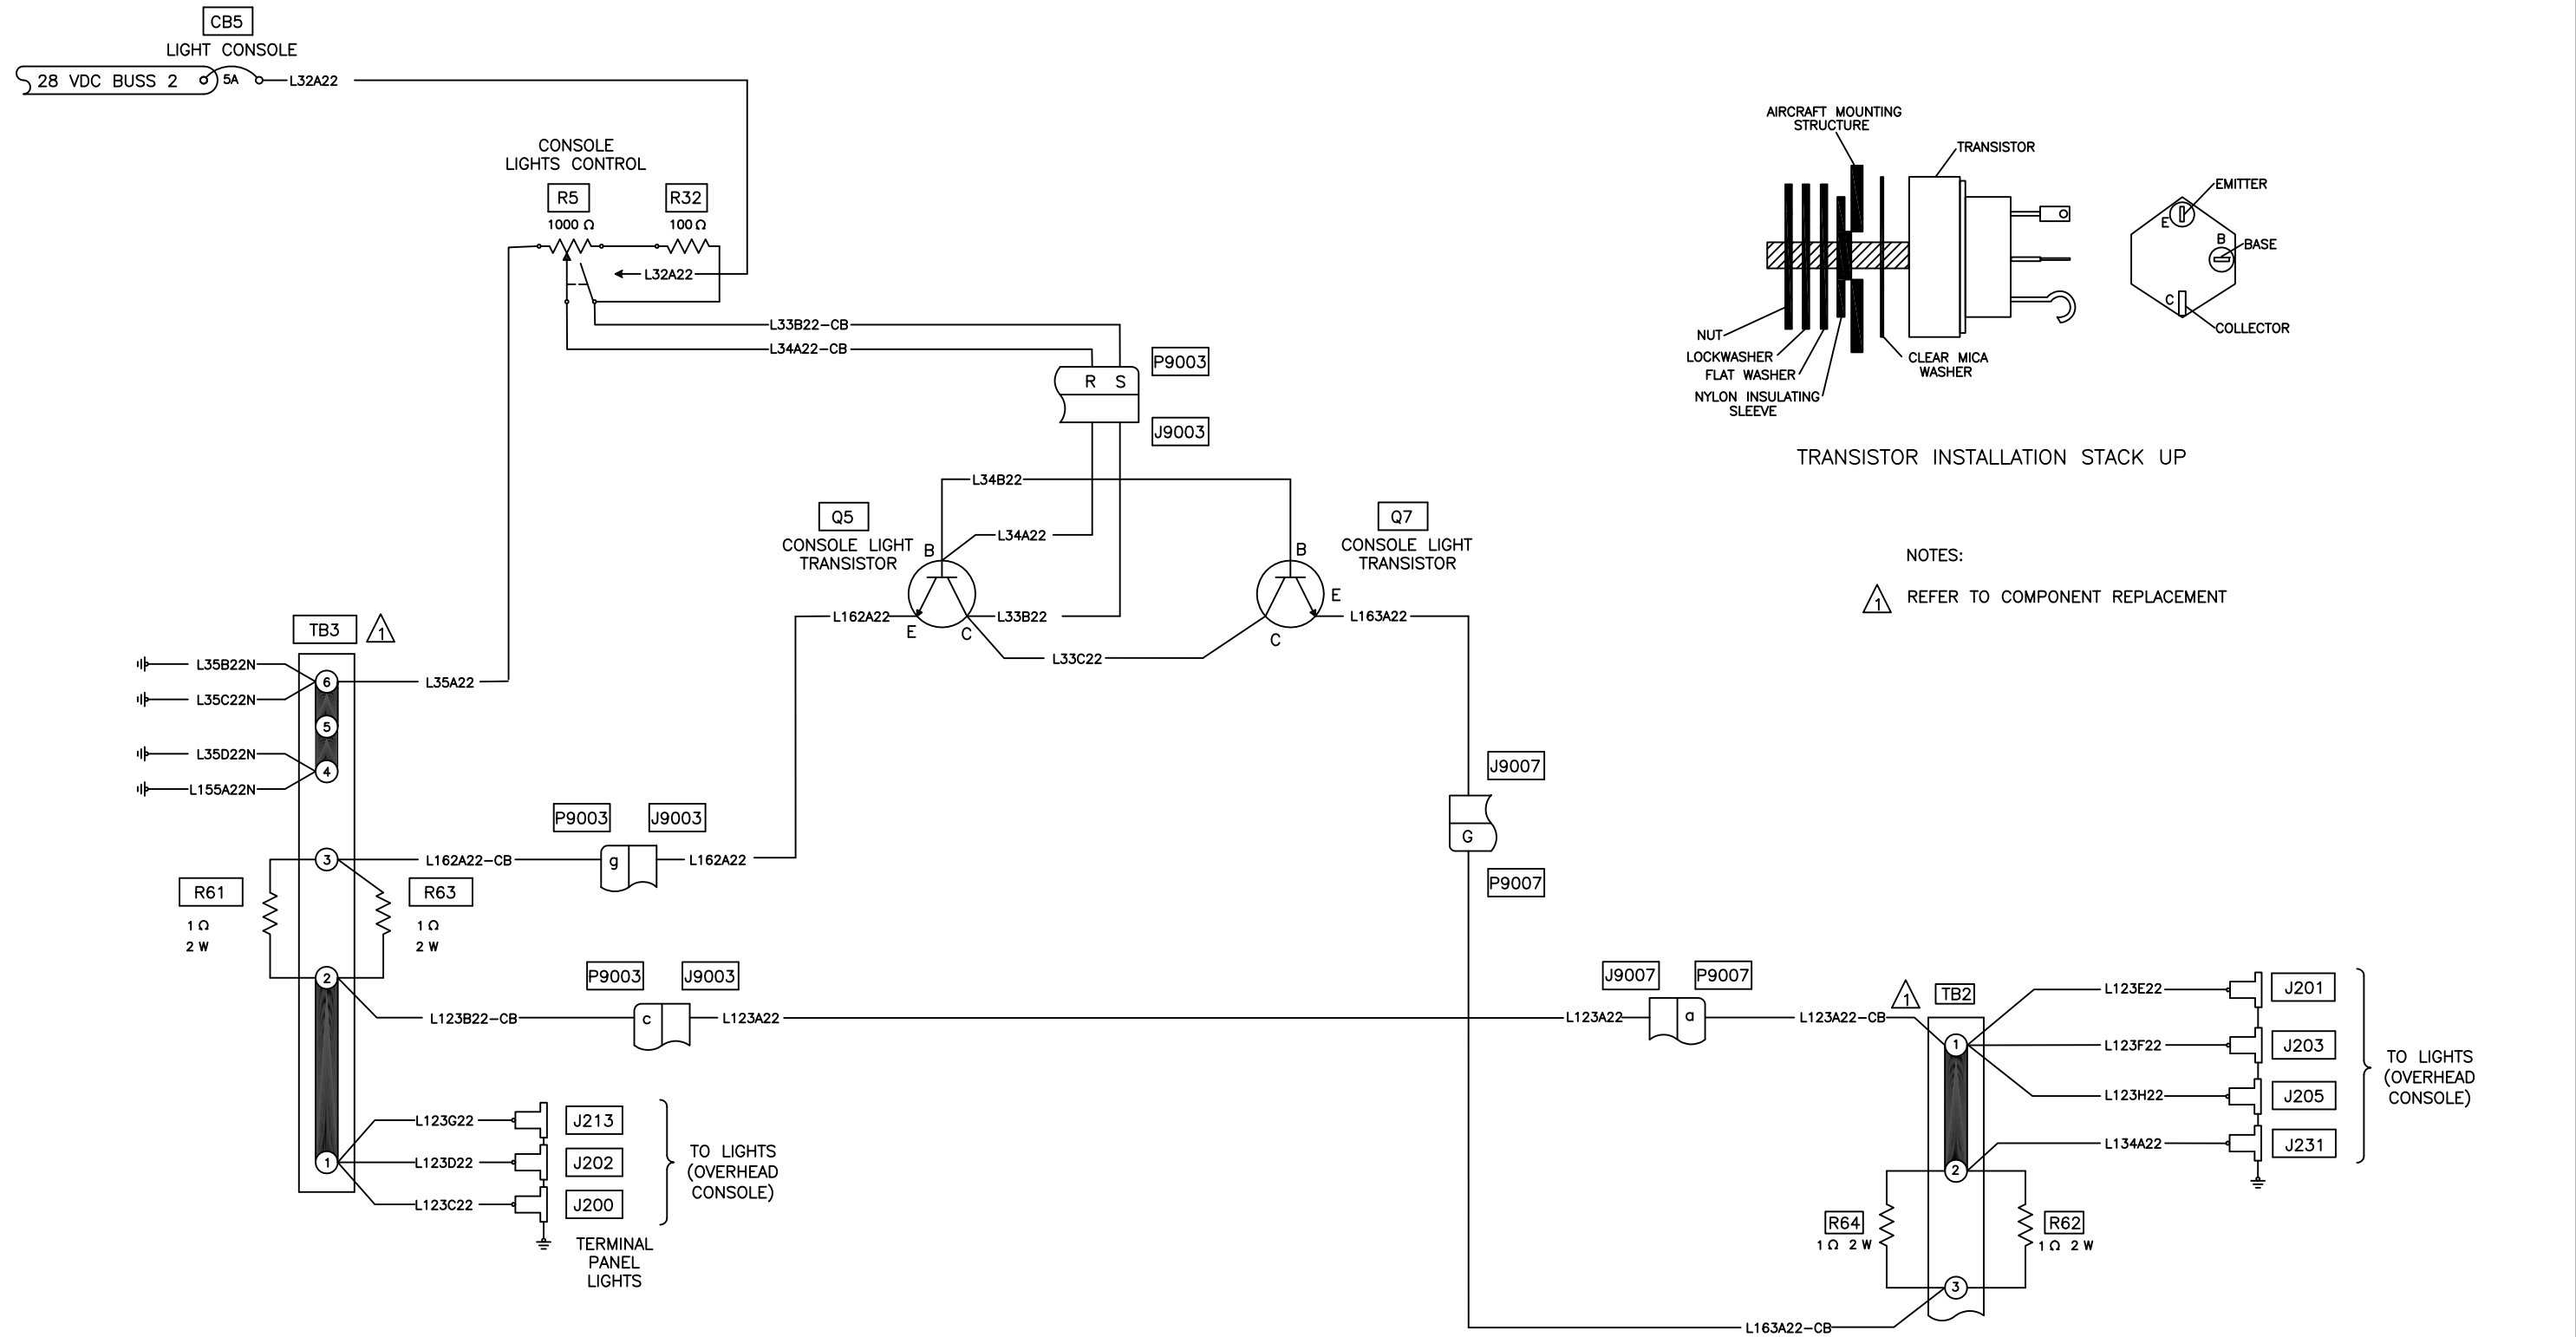 CB5
LIGHT CONSOLE
28 VDC BUSS 2
5A
L32A22
CONSOLE
LIGHTS CONTROL
R5
R32
1000 Ω
100 Ω
L32A22
L33B22-CB
L34A22-CB
P9003
R S
J9003
L34B22
Q5
CONSOLE LIGHT
TRANSISTOR
B
L34A22
L162A22
E
C
L33B22
L33C22
Q7
CONSOLE LIGHT
TRANSISTOR
B
E
C
L163A22
AIRCRAFT MOUNTING
STRUCTURE
TRANSISTOR
NUT
LOCKWASHER
FLAT WASHER
NYLON INSULATING
SLEEVE
CLEAR MICA
WASHER
EMITTER
E
B
BASE
C
COLLECTOR
TRANSISTOR INSTALLATION STACK UP
NOTES:
1 REFER TO COMPONENT REPLACEMENT
TB3
1
L35B22N
L35C22N
L35D22N
L155A22N
6
5
4
3
2
1
L35A22
P9003
J9003
L162A22-CB
g
L162A22
R61
1 Ω
2 W
R63
1 Ω
2 W
P9003
J9003
L123B22-CB
c
L123A22
L123G22
L123D22
L123C22
J213
J202
J200
TO LIGHTS
(OVERHEAD
CONSOLE)
TERMINAL
PANEL
LIGHTS
J9007
G
P9007
J9007
P9007
L123A22
a
L123A22-CB
1
TB2
1
2
3
L123E22
L123F22
L123H22
L134A22
J201
J203
J205
J231
TO LIGHTS
(OVERHEAD
CONSOLE)
R64
1 Ω 2 W
R62
1 Ω 2 W
L163A22-CB